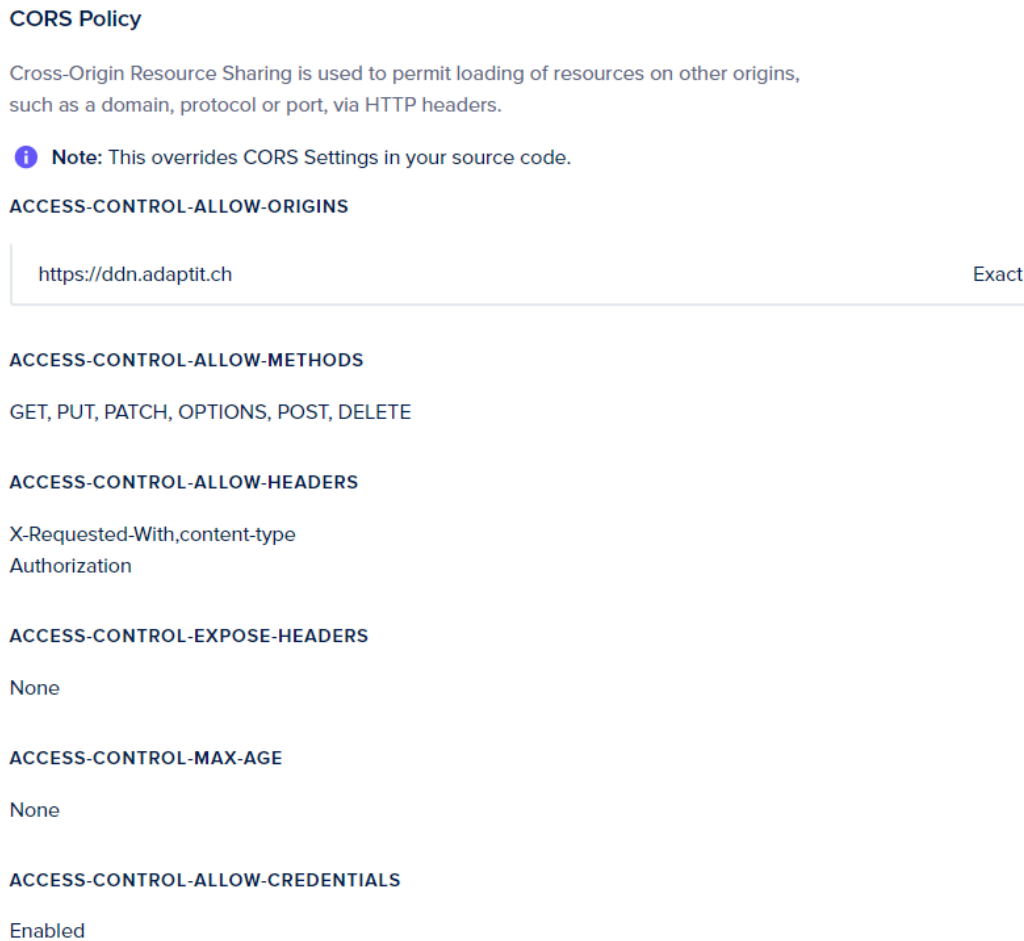 CORS Policy
Cross-Origin Resource Sharing is used to permit loading of resources on other origins,
such as a domain, protocol or port, via HTTP headers.
i Note: This overrides CORS Settings in your source code.
ACCESS-CONTROL-ALLOW-ORIGINS
https://ddn.adaptit.ch Exact
ACCESS-CONTROL-ALLOW-METHODS
GET, PUT, PATCH, OPTIONS, POST, DELETE
ACCESS-CONTROL-ALLOW-HEADERS
X-Requested-With,content-type
Authorization
ACCESS-CONTROL-EXPOSE-HEADERS
None
ACCESS-CONTROL-MAX-AGE
None
ACCESS-CONTROL-ALLOW-CREDENTIALS
Enabled